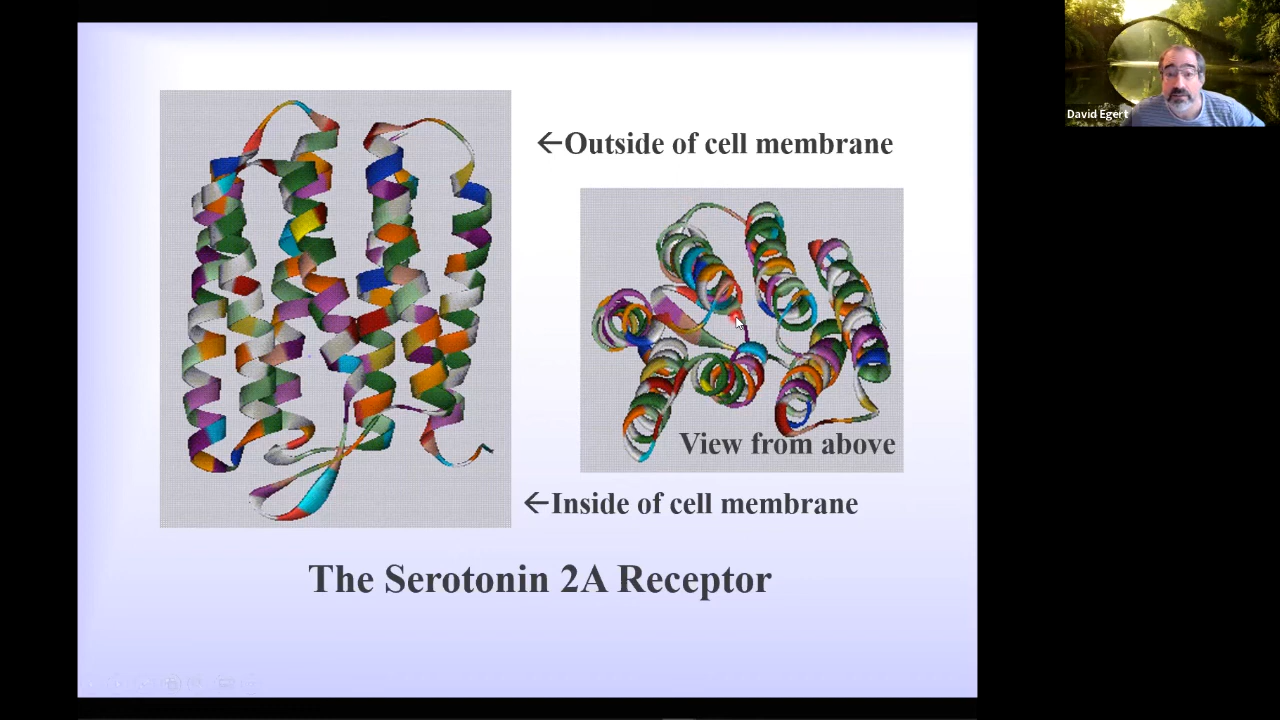 ←Outside of cell membrane
David Egert
View from above
←Inside of cell membrane
The Serotonin 2A Receptor